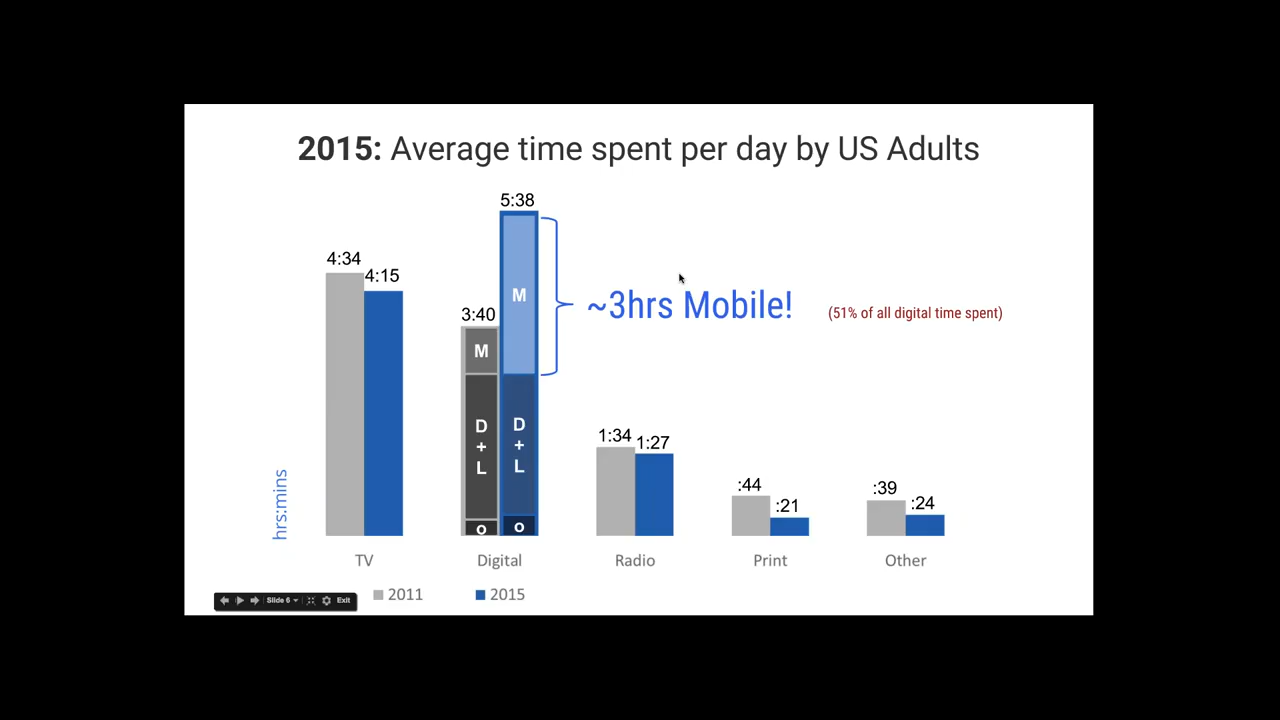 2015: Average time spent per day by US Adults
5:38
4:34
4:15
3:40
M
M
~3hrs Mobile!
(51% of all digital time spent)
D
+
L
D
+
L
1:34
1:27
:44
:21
:39
:24
o
o
hrs:mins
TV
Digital
Radio
Print
Other
Slide 6
Exit
2011
2015